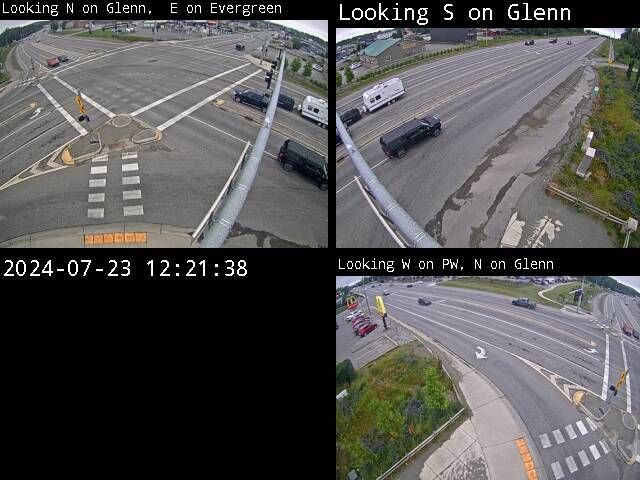 Looking N on Glenn, E on Evergreen
Looking S on Glenn
2024-07-23 12:21:38
Looking W on PW, N on Glenn